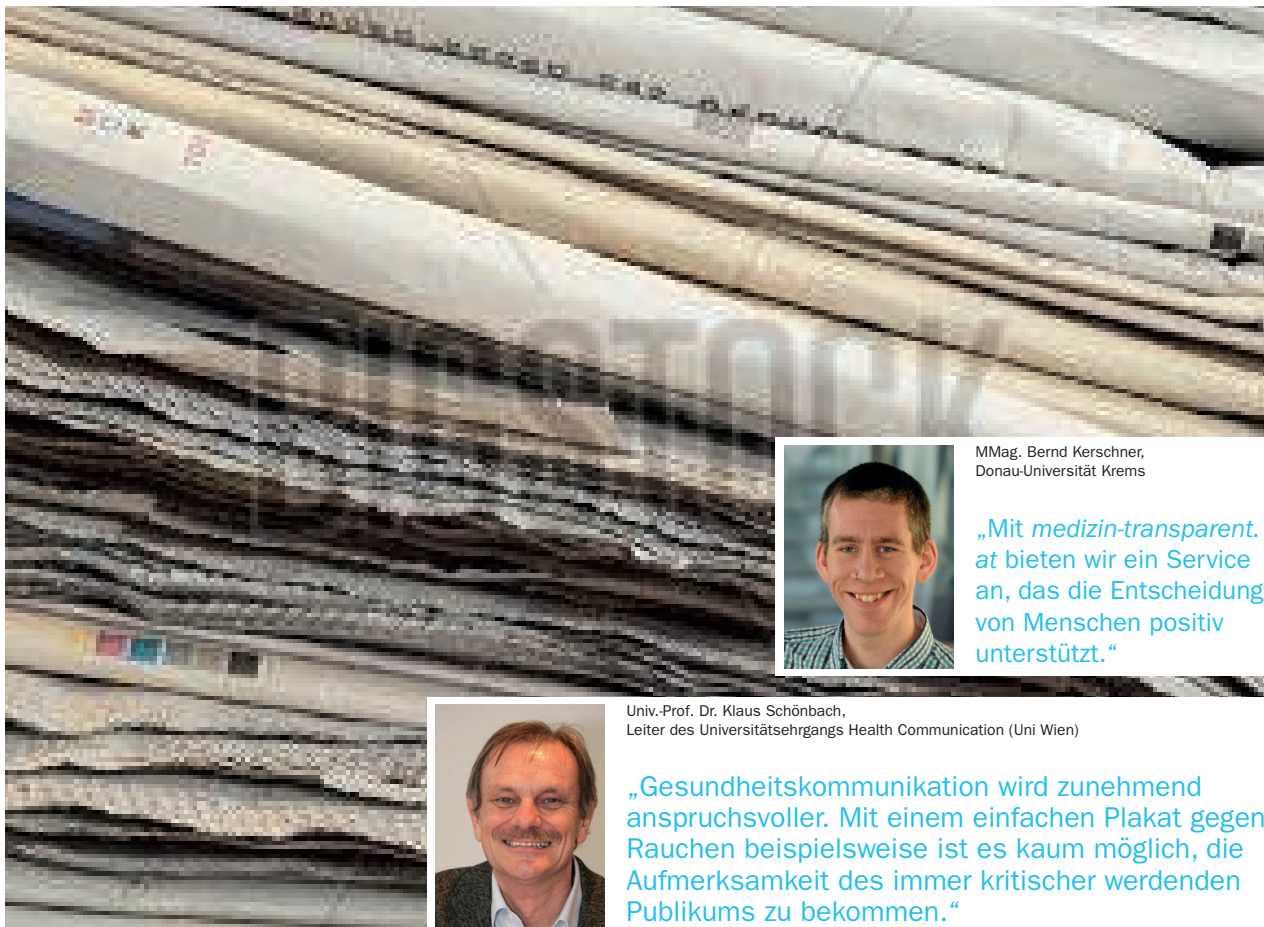 MMag. Bernd Kerschner,
Donau-Universität Krems
„Mit medizin-transparent.
at bieten wir ein Service
an, das die Entscheidung
von Menschen positiv
unterstützt.“
Univ.-Prof. Dr. Klaus Schönbach,
Leiter des Universitätsehrgangs Health Communication (Uni Wien)
„Gesundheitskommunikation wird zunehmend
anspruchsvoller. Mit einem einfachen Plakat gegen
Rauchen beispielsweise ist es kaum möglich, die
Aufmerksamkeit des immer kritischer werdenden
Publikums zu bekommen.“